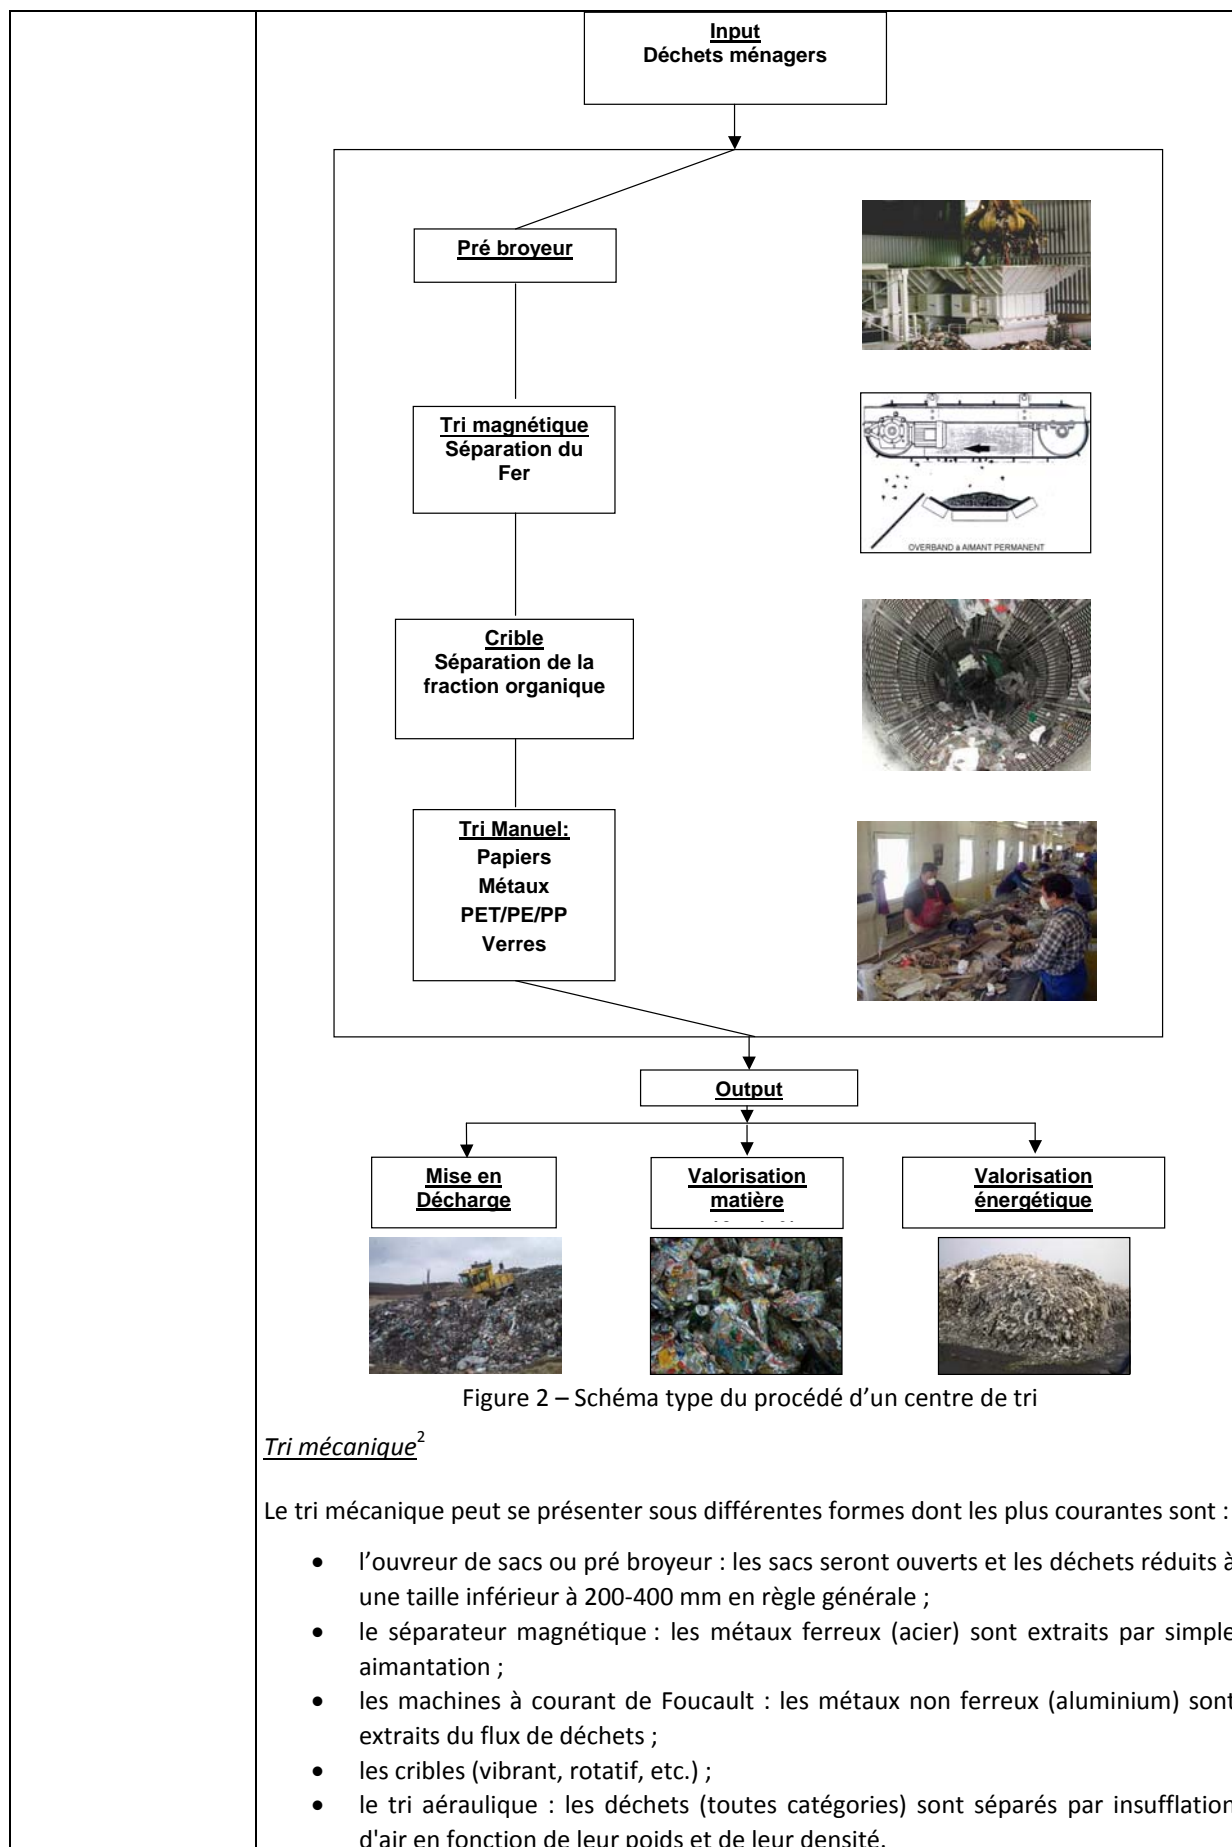 Input
Déchets ménagers
Pré broyeur
Tri magnétique
Séparation du
Fer
OVERBAND a AIMANT PERMANENT
Crible
Séparation de la
fraction organique
Tri Manuel:
Papiers
Métaux
PET/PE/PP
Verres
Output
Mise en
Décharge
Valorisation
matière
Valorisation
énergétique
Figure 2 – Schéma type du procédé d’un centre de tri
Tri mécanique2
Le tri mécanique peut se présenter sous différentes formes dont les plus courantes sont :
• l’ouvreur de sacs ou pré broyeur : les sacs seront ouverts et les déchets réduits à
une taille inférieur à 200-400 mm en règle générale ;
• le séparateur magnétique : les métaux ferreux (acier) sont extraits par simple
aimantation ;
• les machines à courant de Foucault : les métaux non ferreux (aluminium) sont
extraits du flux de déchets ;
• les cribles (vibrant, rotatif, etc.) ;
• le tri aéraulique : les déchets (toutes catégories) sont séparés par insufflation
d'air en fonction de leur poids et de leur densité.